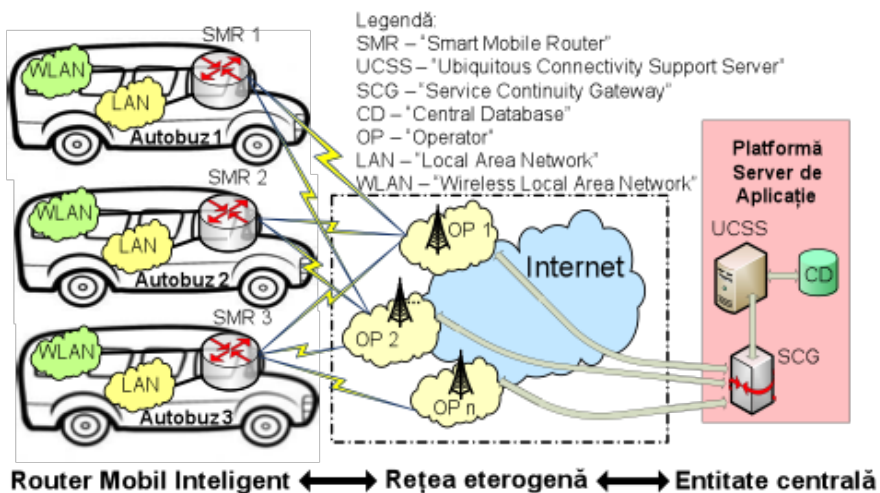 Legendă:
SMR – "Smart Mobile Router"
UCSS – "Ubiquitous Connectivity Support Server"
SCG – "Service Continuity Gateway"
CD – "Central Database"
OP – "Operator"
LAN – "Local Area Network"
WLAN – "Wireless Local Area Network"
SMR 1
WLAN
LAN
Autobuz 1
SMR 2
WLAN
LAN
Autobuz 2
SMR 3
WLAN
LAN
Autobuz 3
OP 1
Internet
OP 2
OP n
Platformă
Server de
Aplicație
UCSS
CD
SCG
Router Mobil Inteligent
Rețea eterogenă
Entitate centrală